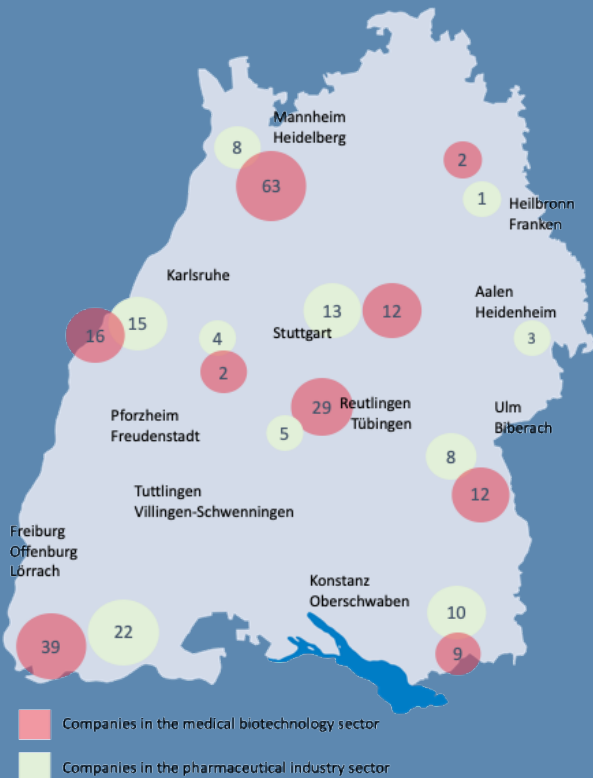 Mannheim
Heidelberg
8
63
2
1
Heilbronn
Franken
Karlsruhe
16
15
13
12
Stuttgart
4
2
Aalen
Heidenheim
3
29
5
Reutlingen
Tübingen
Pforzheim
Freudenstadt
Ulm
Biberach
8
12
Tuttlingen
Villingen-Schwenningen
Freiburg
Offenburg
Lörrach
39
22
Konstanz
Oberschwaben
10
9
Companies in the medical biotechnology sector
Companies in the pharmaceutical industry sector